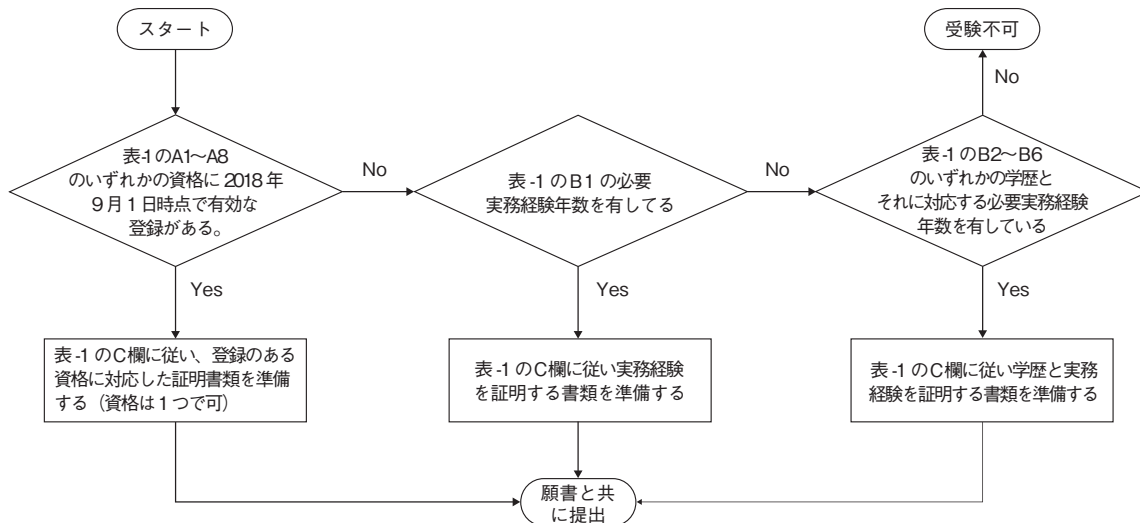 スタート
受験不可
No
表-1のA1～A8
のいずれかの資格に2018年
9月1日時点で有効な
登録がある。
No
表-1のB1の必要
実務経験年数を有してる
No
表-1のB2～B6
のいずれかの学歴と
それに対応する必要実務経験
年数を有している
Yes
Yes
Yes
表-1のC欄に従い、登録のある
資格に対応した証明書類を準備
する（資格は1つで可）
表-1のC欄に従い実務経験
を証明する書類を準備する
表-1のC欄に従い学歴と実務
経験を証明する書類を準備する
願書と共
に提出